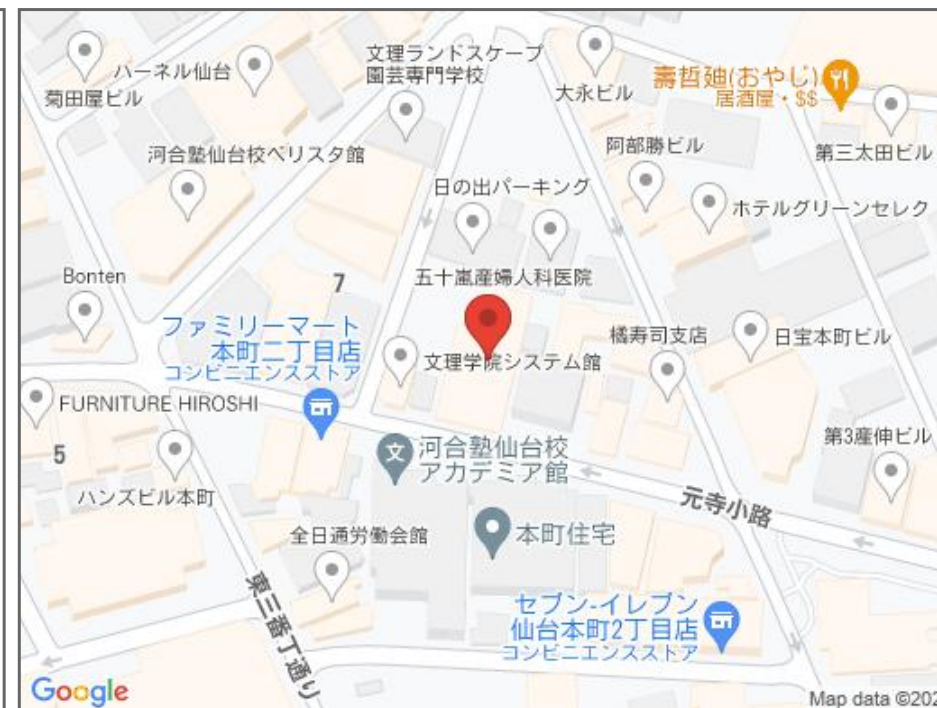 文理ランドスケープ
園芸専門学校
ハーネル仙台
菊田屋ビル
大永ビル
壽哲廸(おやじ)
居酒屋・$$
河合塾仙台校ベリスタ館
阿部勝ビル
第三太田ビル
日の出パーキング
ホテルグリーンセレク
Bonten
7
五十嵐産婦人科医院
ファミリーマート
本町二丁目店
コンビニエンスストア
文理学院システム館
橘寿司支店
日宝本町ビル
FURNITURE HIROSHI
5
河合塾仙台校
アカデミア館
第3産伸ビル
ハンズビル本町
元寺小路
全日通労働会館
本町住宅
東三番丁通り
セブン-イレブン
仙台本町2丁目店
コンビニエンスストア
Google
Map data ©202